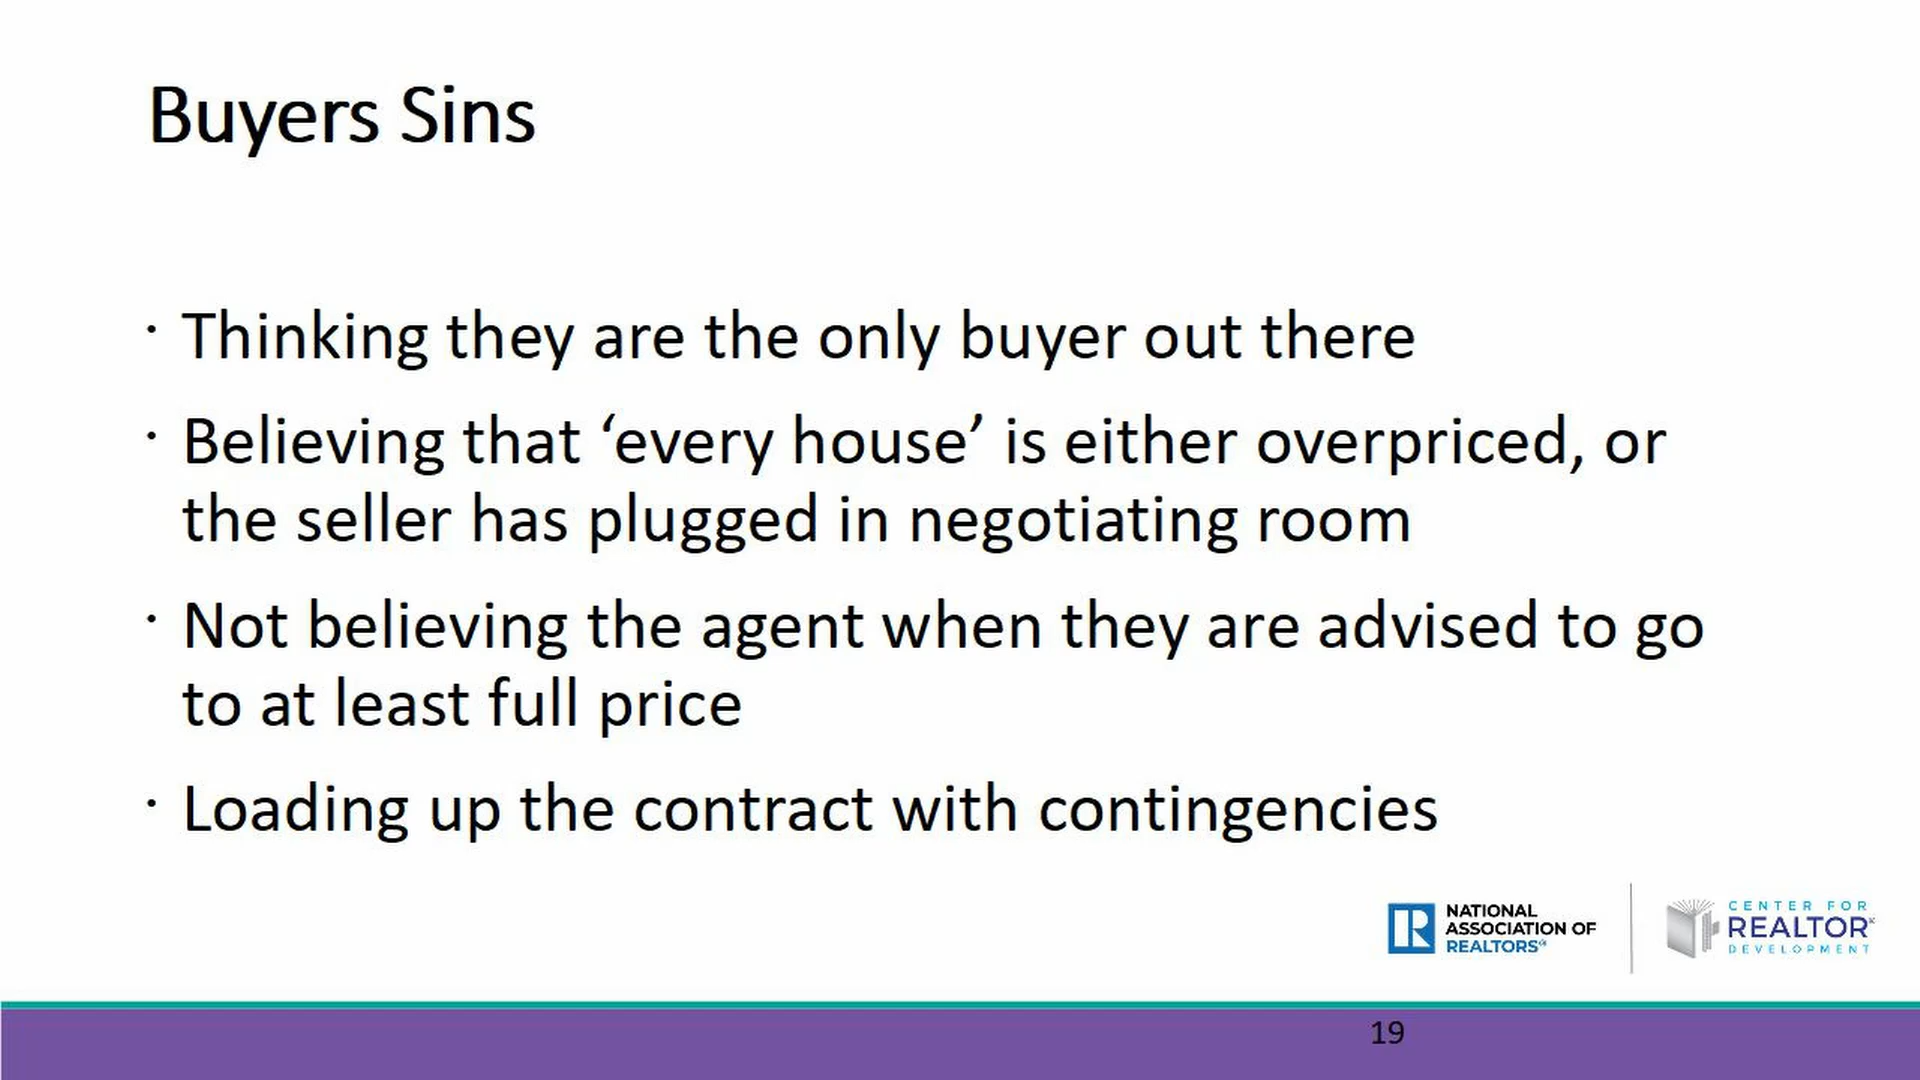 Buyers Sins
· Thinking they are the only buyer out there
· Believing that ‘every house’ is either overpriced, or
the seller has plugged in negotiating room
· Not believing the agent when they are advised to go
to at least full price
· Loading up the contract with contingencies
NATIONAL
ASSOCIATION OF
REALTORS®
CENTER FOR
REALTOR®
DEVELOPMENT
19